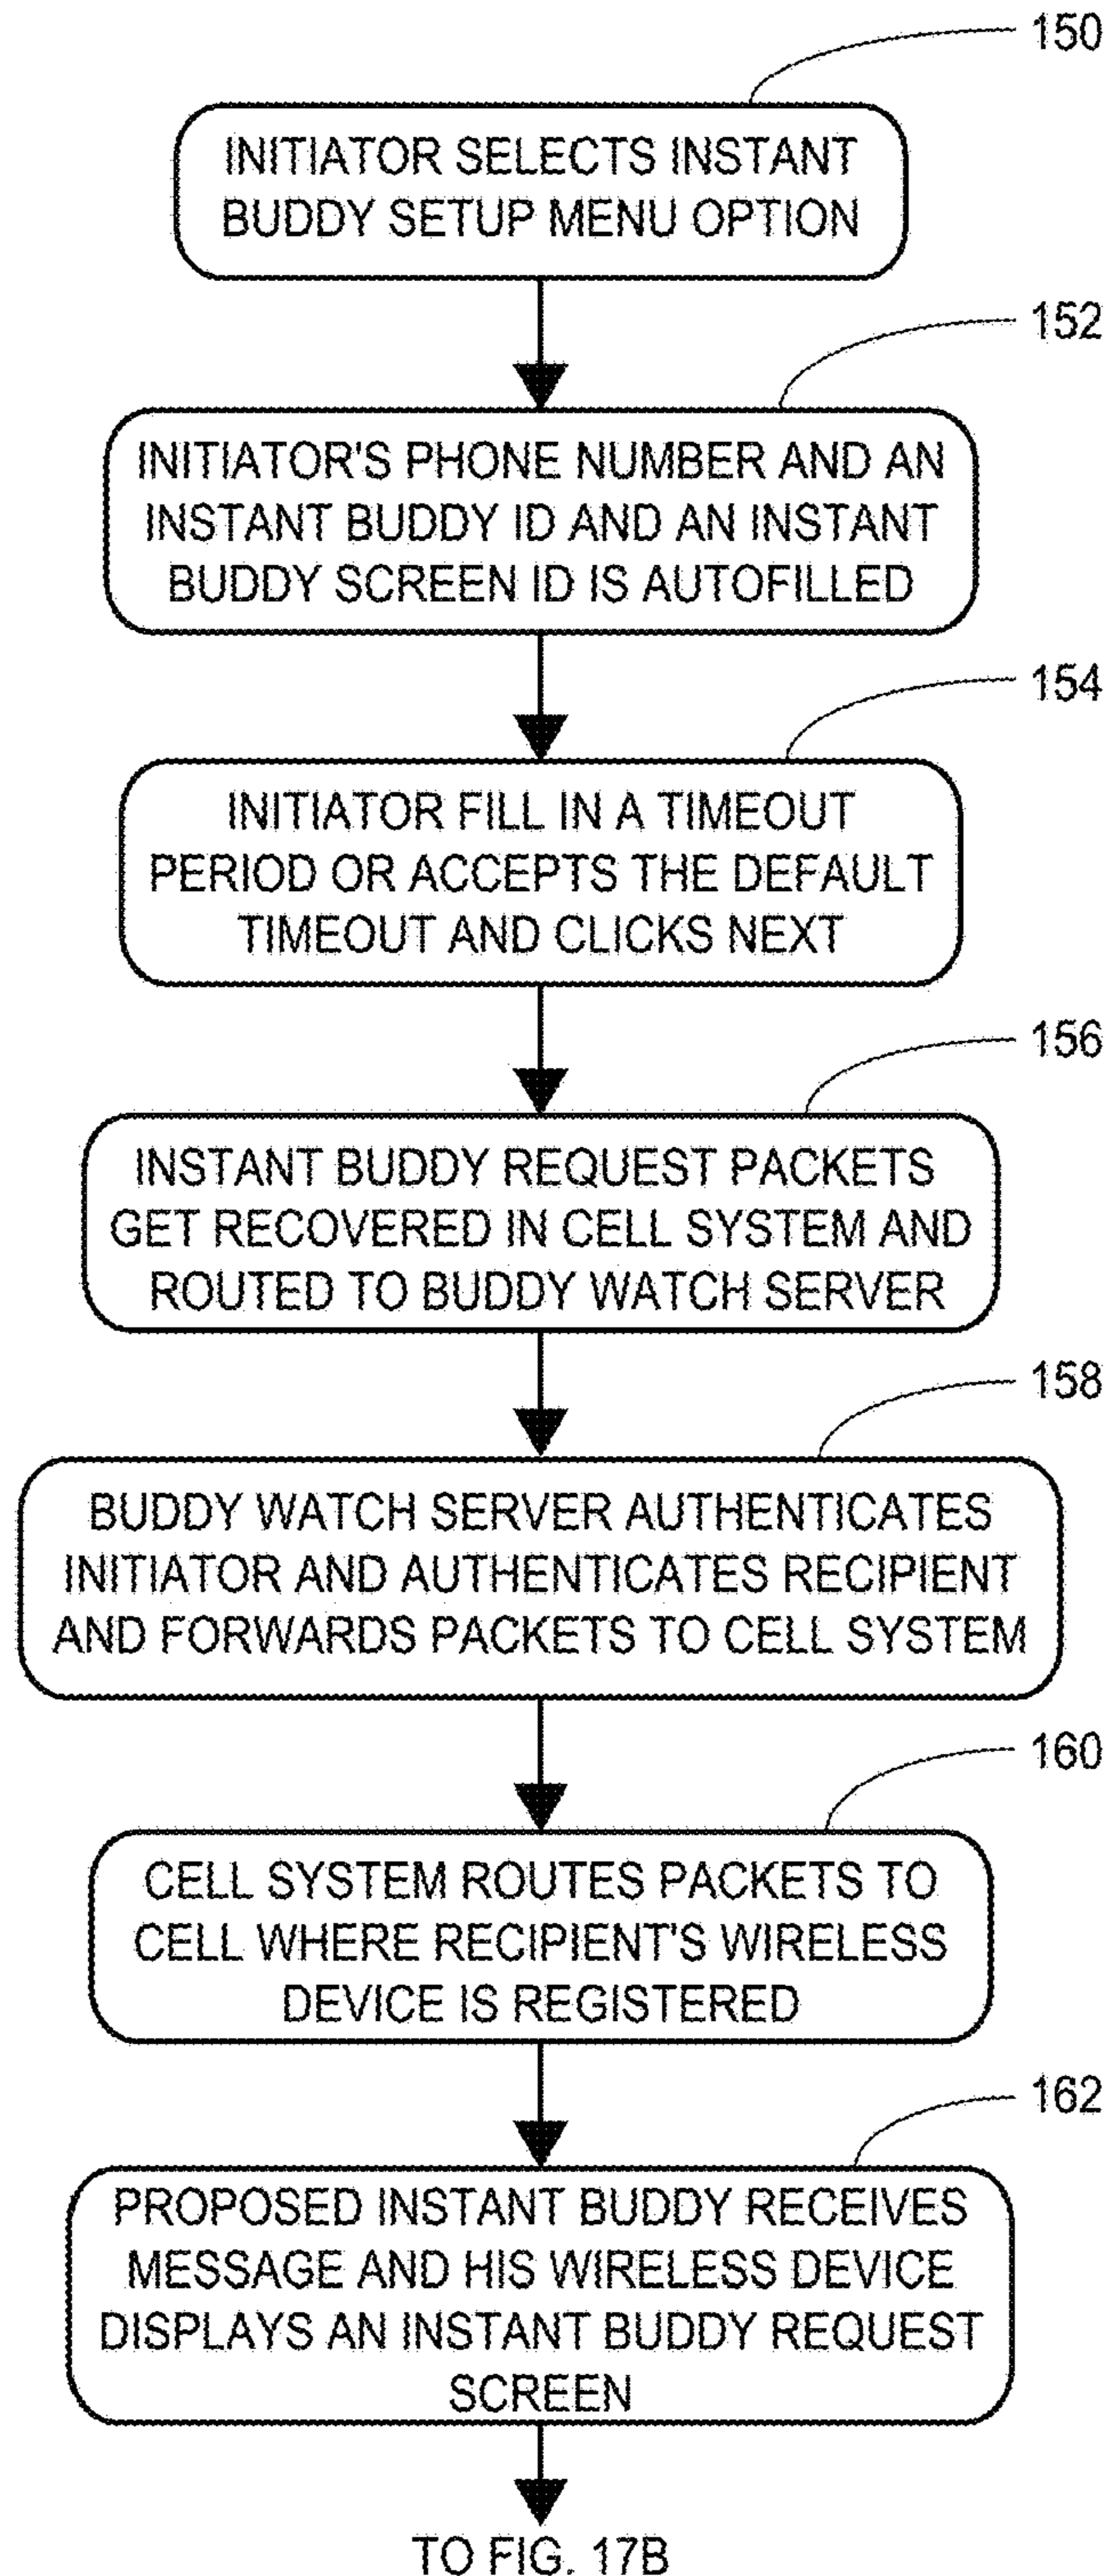 150
INITIATOR SELECTS INSTANT
BUDDY SETUP MENU OPTION
152
INITIATOR'S PHONE NUMBER AND AN
INSTANT BUDDY ID AND AN INSTANT
BUDDY SCREEN ID IS AUTOFILLED
154
INITIATOR FILL IN A TIMEOUT
PERIOD OR ACCEPTS THE DEFAULT
TIMEOUT AND CLICKS NEXT
156
INSTANT BUDDY REQUEST PACKETS
GET RECOVERED IN CELL SYSTEM AND
ROUTED TO BUDDY WATCH SERVER
158
BUDDY WATCH SERVER AUTHENTICATES
INITIATOR AND AUTHENTICATES RECIPIENT
AND FORWARDS PACKETS TO CELL SYSTEM
160
CELL SYSTEM ROUTES PACKETS TO
CELL WHERE RECIPIENT'S WIRELESS
DEVICE IS REGISTERED
162
PROPOSED INSTANT BUDDY RECEIVES
MESSAGE AND HIS WIRELESS DEVICE
DISPLAYS AN INSTANT BUDDY REQUEST
SCREEN
TO FIG. 17B